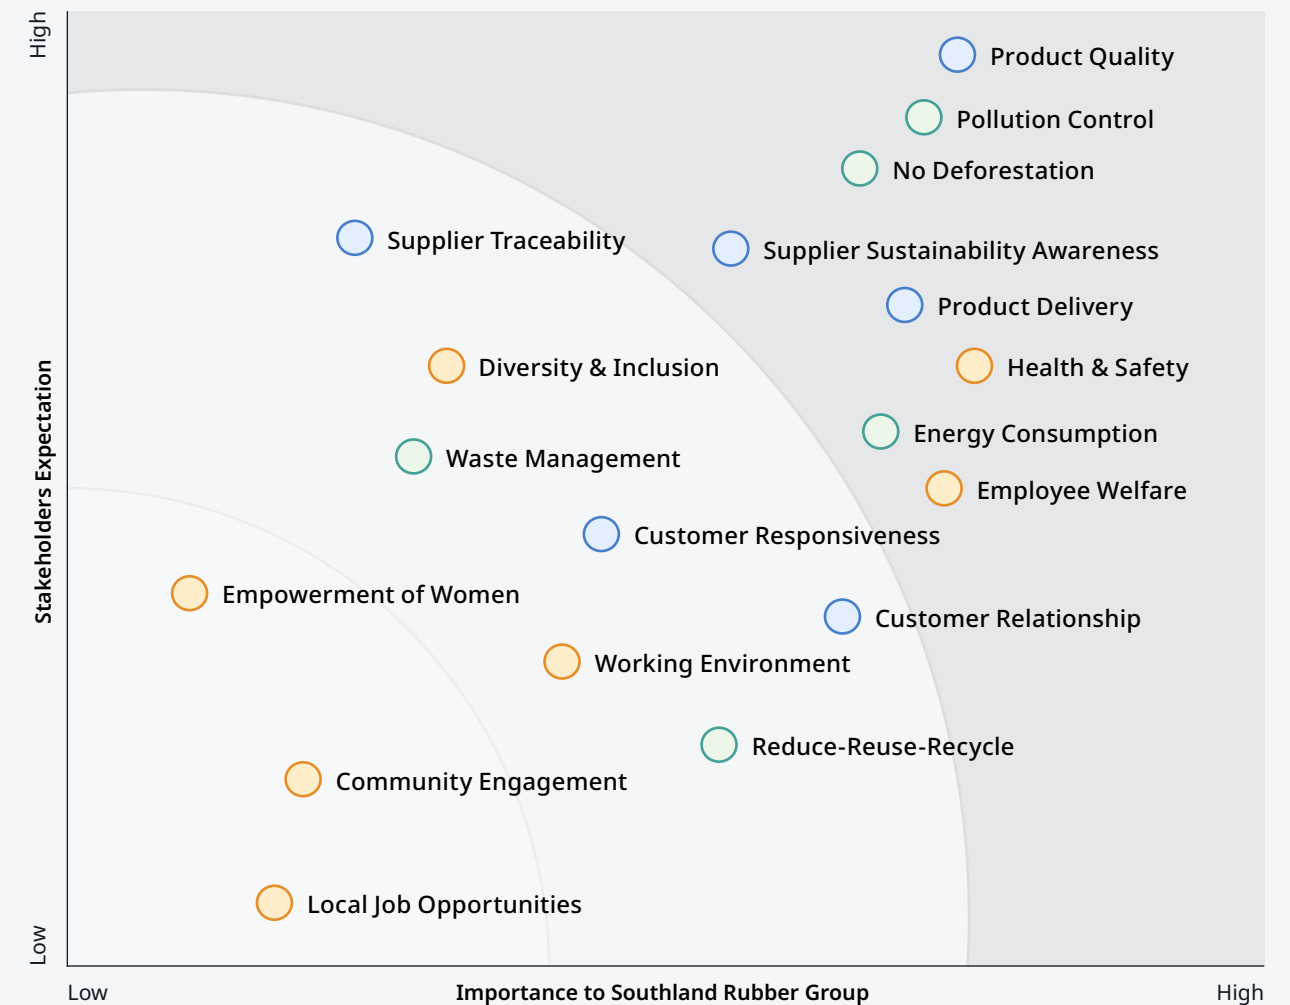 High
Product Quality
Pollution Control
No Deforestation
Supplier Traceability
Supplier Sustainability Awareness
Product Delivery
Diversity & Inclusion
Health & Safety
Energy Consumption
Waste Management
Employee Welfare
Stakeholders Expectation
Customer Responsiveness
Empowerment of Women
Customer Relationship
Working Environment
Reduce-Reuse-Recycle
Community Engagement
Local Job Opportunities
Low
Low
Importance to Southland Rubber Group
High